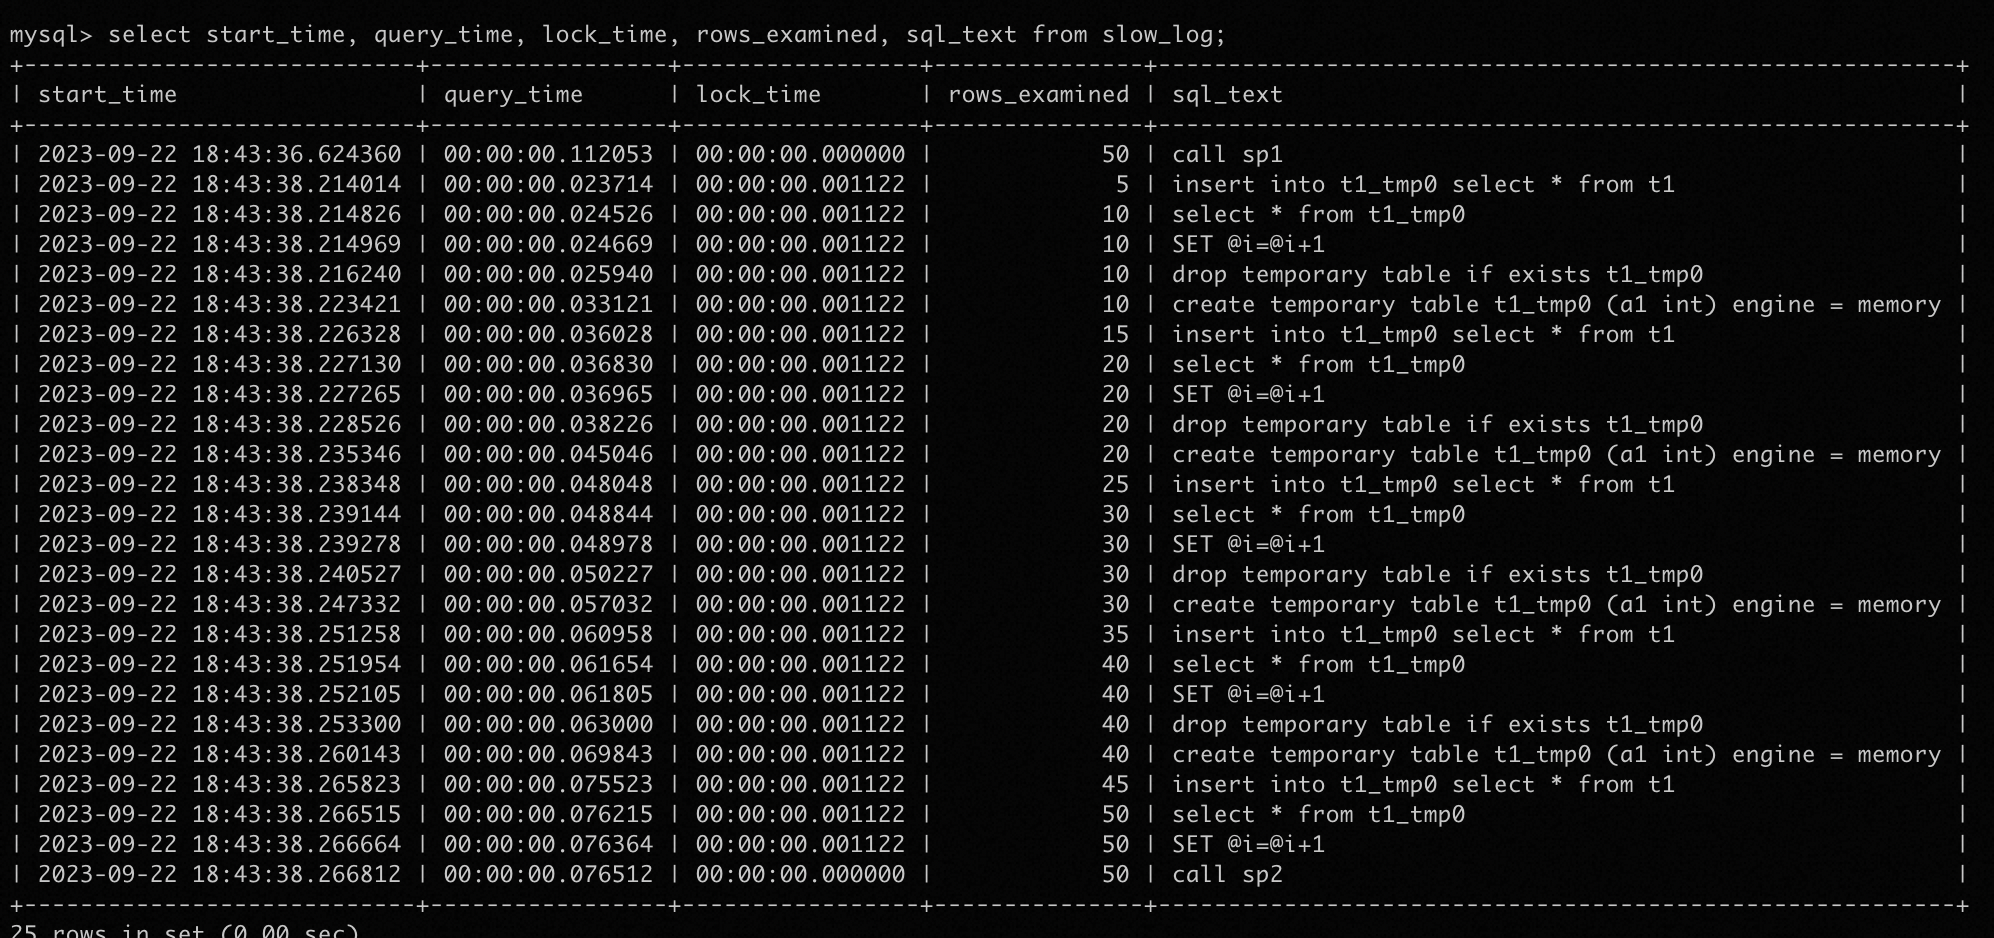 mysql> select start_time, query_time, lock_time, rows_examined, sql_text from slow_log;
+----------------------------+-----------------+-----------------+---------------+---------------------------------------------------------+
| start_time                 | query_time      | lock_time       | rows_examined | sql_text                                                |
+----------------------------+-----------------+-----------------+---------------+---------------------------------------------------------+
| 2023-09-22 18:43:36.624360 | 00:00:00.112053 | 00:00:00.000000 |            50 | call sp1                                                |
| 2023-09-22 18:43:38.214014 | 00:00:00.023714 | 00:00:00.001122 |             5 | insert into t1_tmp0 select * from t1                    |
| 2023-09-22 18:43:38.214826 | 00:00:00.024526 | 00:00:00.001122 |            10 | select * from t1_tmp0                                   |
| 2023-09-22 18:43:38.214969 | 00:00:00.024669 | 00:00:00.001122 |            10 | SET @i=@i+1                                             |
| 2023-09-22 18:43:38.216240 | 00:00:00.025940 | 00:00:00.001122 |            10 | drop temporary table if exists t1_tmp0                  |
| 2023-09-22 18:43:38.223421 | 00:00:00.033121 | 00:00:00.001122 |            10 | create temporary table t1_tmp0 (a1 int) engine = memory |
| 2023-09-22 18:43:38.226328 | 00:00:00.036028 | 00:00:00.001122 |            15 | insert into t1_tmp0 select * from t1                    |
| 2023-09-22 18:43:38.227130 | 00:00:00.036830 | 00:00:00.001122 |            20 | select * from t1_tmp0                                   |
| 2023-09-22 18:43:38.227265 | 00:00:00.036965 | 00:00:00.001122 |            20 | SET @i=@i+1                                             |
| 2023-09-22 18:43:38.228526 | 00:00:00.038226 | 00:00:00.001122 |            20 | drop temporary table if exists t1_tmp0                  |
| 2023-09-22 18:43:38.235346 | 00:00:00.045046 | 00:00:00.001122 |            20 | create temporary table t1_tmp0 (a1 int) engine = memory |
| 2023-09-22 18:43:38.238348 | 00:00:00.048048 | 00:00:00.001122 |            25 | insert into t1_tmp0 select * from t1                    |
| 2023-09-22 18:43:38.239144 | 00:00:00.048844 | 00:00:00.001122 |            30 | select * from t1_tmp0                                   |
| 2023-09-22 18:43:38.239278 | 00:00:00.048978 | 00:00:00.001122 |            30 | SET @i=@i+1                                             |
| 2023-09-22 18:43:38.240527 | 00:00:00.050227 | 00:00:00.001122 |            30 | drop temporary table if exists t1_tmp0                  |
| 2023-09-22 18:43:38.247332 | 00:00:00.057032 | 00:00:00.001122 |            30 | create temporary table t1_tmp0 (a1 int) engine = memory |
| 2023-09-22 18:43:38.251258 | 00:00:00.060958 | 00:00:00.001122 |            35 | insert into t1_tmp0 select * from t1                    |
| 2023-09-22 18:43:38.251954 | 00:00:00.061654 | 00:00:00.001122 |            40 | select * from t1_tmp0                                   |
| 2023-09-22 18:43:38.252105 | 00:00:00.061805 | 00:00:00.001122 |            40 | SET @i=@i+1                                             |
| 2023-09-22 18:43:38.253300 | 00:00:00.063000 | 00:00:00.001122 |            40 | drop temporary table if exists t1_tmp0                  |
| 2023-09-22 18:43:38.260143 | 00:00:00.069843 | 00:00:00.001122 |            40 | create temporary table t1_tmp0 (a1 int) engine = memory |
| 2023-09-22 18:43:38.265823 | 00:00:00.075523 | 00:00:00.001122 |            45 | insert into t1_tmp0 select * from t1                    |
| 2023-09-22 18:43:38.266515 | 00:00:00.076215 | 00:00:00.001122 |            50 | select * from t1_tmp0                                   |
| 2023-09-22 18:43:38.266664 | 00:00:00.076364 | 00:00:00.001122 |            50 | SET @i=@i+1                                             |
| 2023-09-22 18:43:38.266812 | 00:00:00.076512 | 00:00:00.000000 |            50 | call sp2                                                |
+----------------------------+-----------------+-----------------+---------------+---------------------------------------------------------+
25 rows in set (0.00 sec)